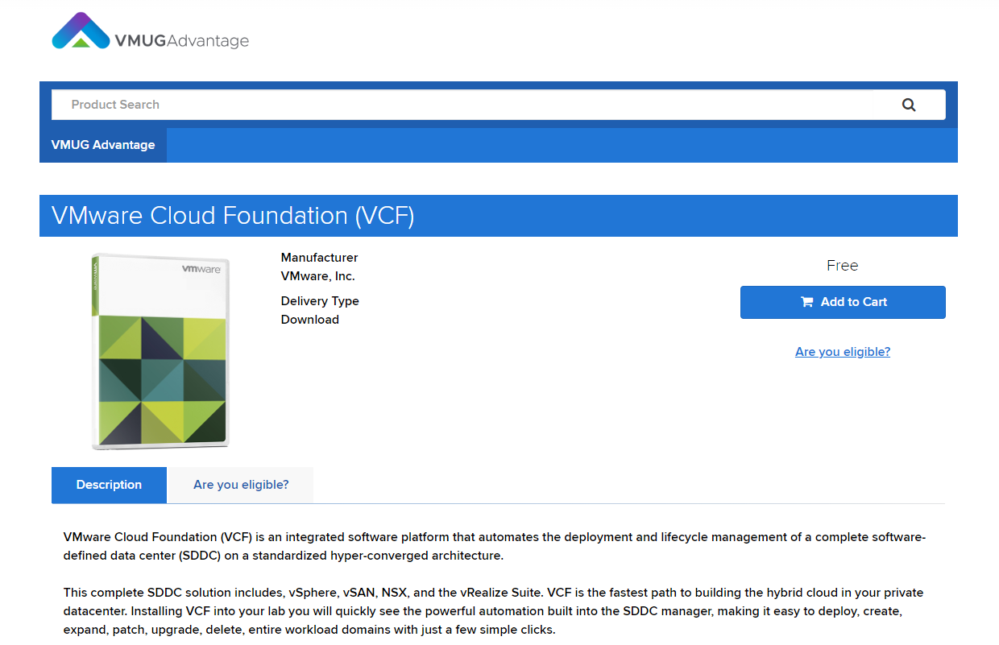 VMUGAdvantage
Product Search
VMUG Advantage
VMware Cloud Foundation (VCF)
vmware
vmware
Manufacturer
VMware, Inc.
Delivery Type
Download
Free
Add to Cart
Are you eligible?
Description
Are you eligible?
VMware Cloud Foundation (VCF) is an integrated software platform that automates the deployment and lifecycle management of a complete software-
defined data center (SDDC) on a standardized hyper-converged architecture.
This complete SDDC solution includes, vSphere, vSAN, NSX, and the vRealize Suite. VCF is the fastest path to building the hybrid cloud in your private
datacenter. Installing VCF into your lab you will quickly see the powerful automation built into the SDDC manager, making it easy to deploy, create,
expand, patch, upgrade, delete, entire workload domains with just a few simple clicks.